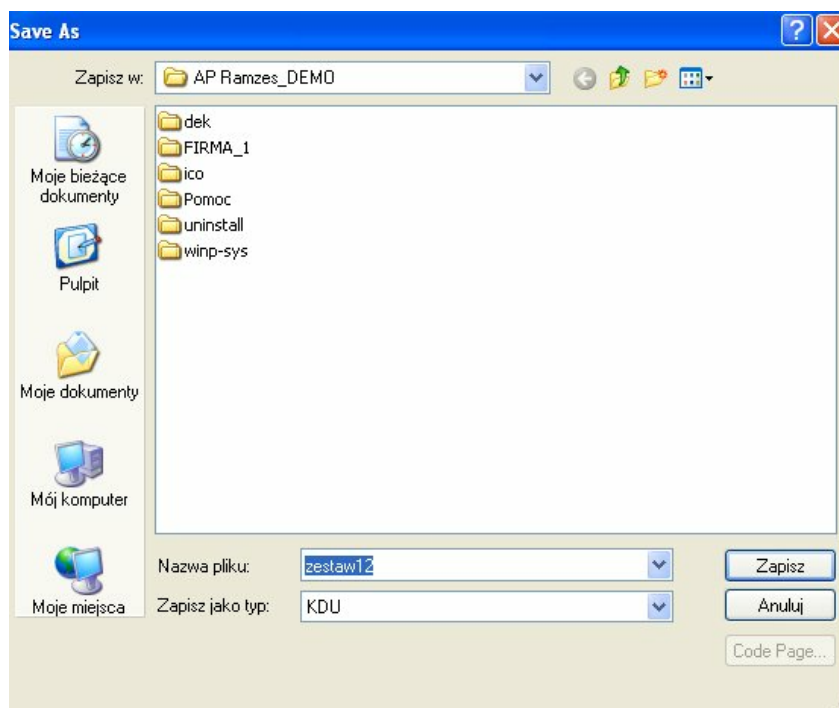 Save As
Zapisz w:
AP Ramzes_DEMO
Moje bieżące
dokumenty
Pulpit
Moje dokumenty
Mój komputer
Moje miejsca
dek
FIRMA_1
ico
Pomoc
uninstall
winp-sys
Nazwa pliku:
zestaw12
Zapisz
Zapisz jako typ:
KDU
Anuluj
Code Page...